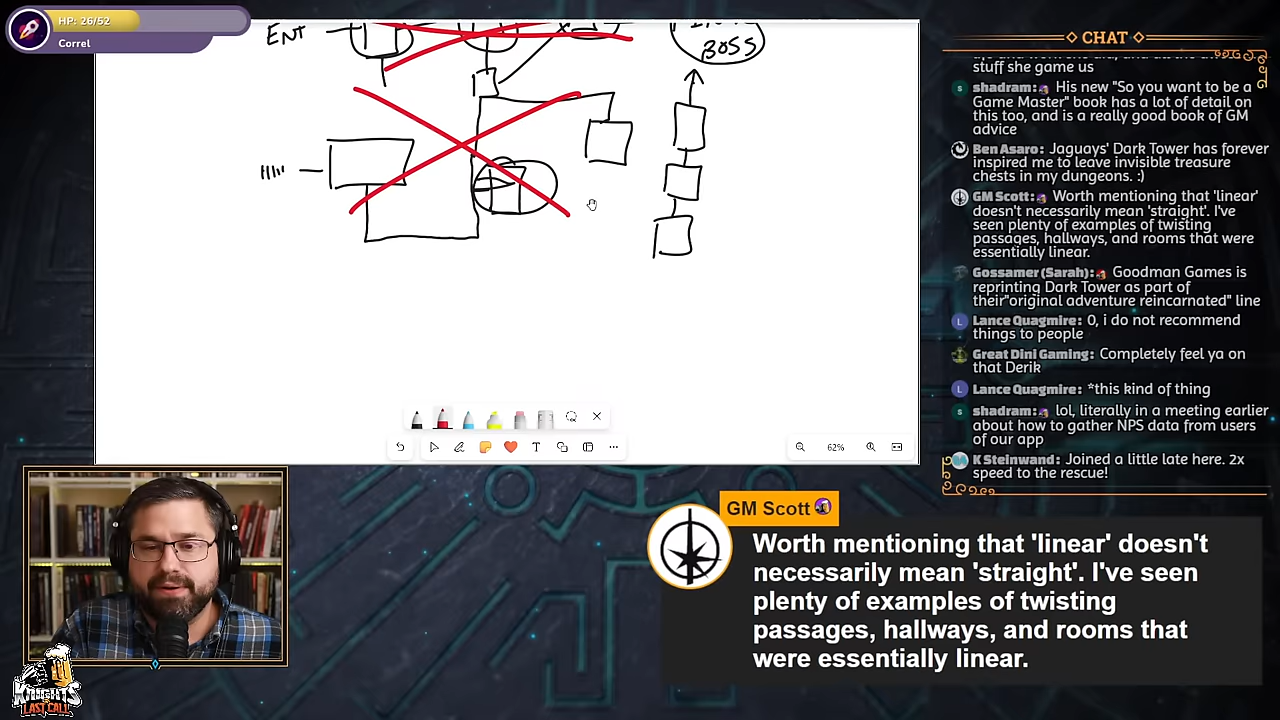 HP: 26/52
Correl
ENT
BOSS
62%
KNIGHTS
LAST CALL
CHAT
stuff she game us
shadram: His new "So you want to be a
Game Master" book has a lot of detail on
this too, and is a really good book of GM
advice
Ben Asaro: Jaguays' Dark Tower has forever
inspired me to leave invisible treasure
chests in my dungeons. :)
GM Scott: Worth mentioning that 'linear'
doesn't necessarily mean 'straight'. I've
seen plenty of examples of twisting
passages, hallways, and rooms that were
essentially linear.
Gossamer (Sarah): Goodman Games is
reprinting Dark Tower as part of
their"original adventure reincarnated" line
Lance Quagmire: 0, i do not recommend
things to people
Great Dini Gaming: Completely feel ya on
that Derik
Lance Quagmire: *this kind of thing
shadram: lol, literally in a meeting earlier
about how to gather NPS data from users
of our app
K Steinwand: Joined a little late here. 2x
speed to the rescue!
GM Scott
Worth mentioning that 'linear' doesn't
necessarily mean 'straight'. I've seen
plenty of examples of twisting
passages, hallways, and rooms that
were essentially linear.